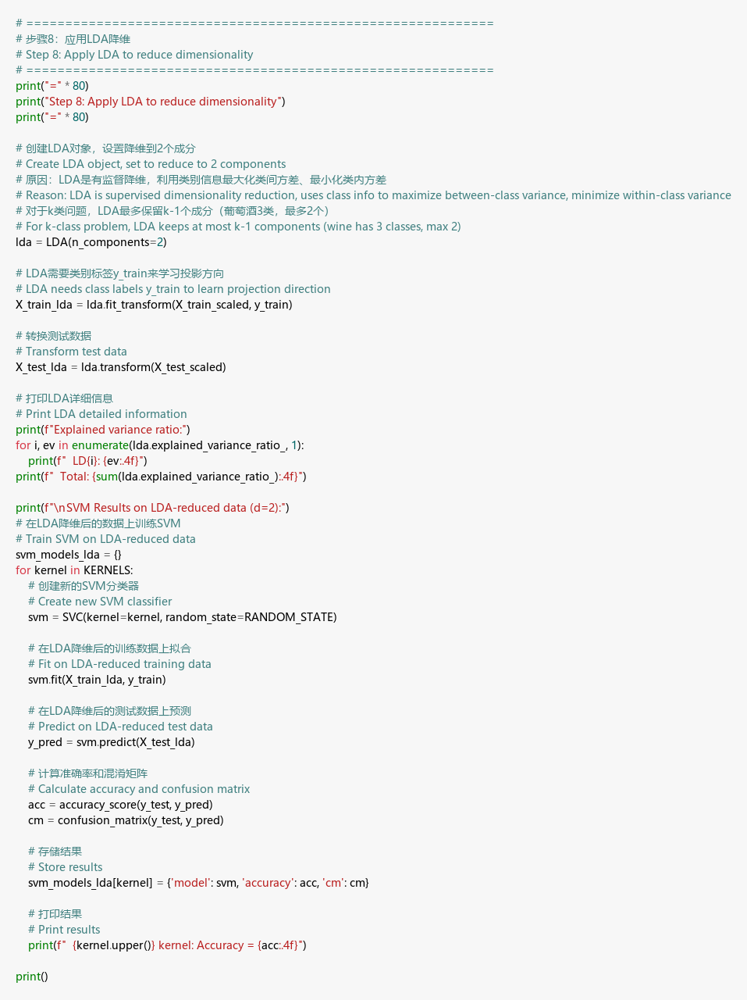 # ============================================================
# 步骤8：应用LDA降维
# Step 8: Apply LDA to reduce dimensionality
# ============================================================
print("=" * 80)
print("Step 8: Apply LDA to reduce dimensionality")
print("=" * 80)
# 创建LDA对象，设置降维到2个成分
# Create LDA object, set to reduce to 2 components
# 原因：LDA是有监督降维，利用类别信息最大化类间方差、最小化类内方差
# Reason: LDA is supervised dimensionality reduction, uses class info to maximize between-class variance, minimize within-class variance
# 对于k类问题，LDA最多保留k-1个成分（葡萄酒3类，最多2个）
# For k-class problem, LDA keeps at most k-1 components (wine has 3 classes, max 2)
lda = LDA(n_components=2)
# LDA需要类别标签y_train来学习投影方向
# LDA needs class labels y_train to learn projection direction
X_train_lda = lda.fit_transform(X_train_scaled, y_train)
# 转换测试数据
# Transform test data
X_test_lda = lda.transform(X_test_scaled)
# 打印LDA详细信息
# Print LDA detailed information
print(f"Explained variance ratio:")
for i, ev in enumerate(lda.explained_variance_ratio_, 1):
    print(f"  LD{i}: {ev:.4f}")
print(f"  Total: {sum(lda.explained_variance_ratio_):.4f}")
print(f"\nSVM Results on LDA-reduced data (d=2):")
# 在LDA降维后的数据上训练SVM
# Train SVM on LDA-reduced data
svm_models_lda = {}
for kernel in KERNELS:
    # 创建新的SVM分类器
    # Create new SVM classifier
    svm = SVC(kernel=kernel, random_state=RANDOM_STATE)
    # 在LDA降维后的训练数据上拟合
    # Fit on LDA-reduced training data
    svm.fit(X_train_lda, y_train)
    # 在LDA降维后的测试数据上预测
    # Predict on LDA-reduced test data
    y_pred = svm.predict(X_test_lda)
    # 计算准确率和混淆矩阵
    # Calculate accuracy and confusion matrix
    acc = accuracy_score(y_test, y_pred)
    cm = confusion_matrix(y_test, y_pred)
    # 存储结果
    # Store results
    svm_models_lda[kernel] = {'model': svm, 'accuracy': acc, 'cm': cm}
    # 打印结果
    # Print results
    print(f"  {kernel.upper()} kernel: Accuracy = {acc:.4f}")
print()